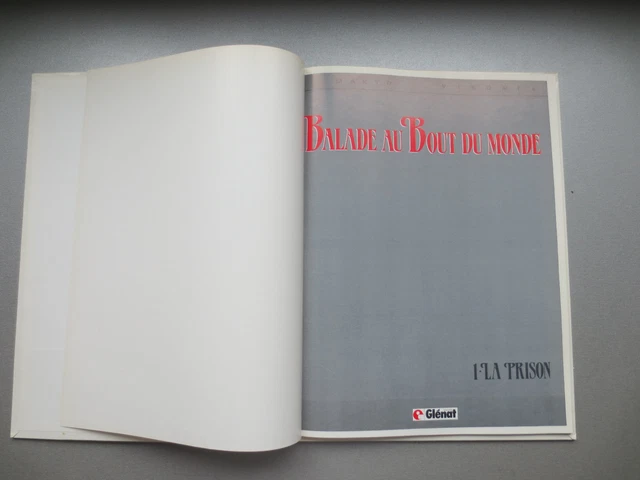 BALADE AU BOUT DU MONDE
1-LA PRISON
Glénat